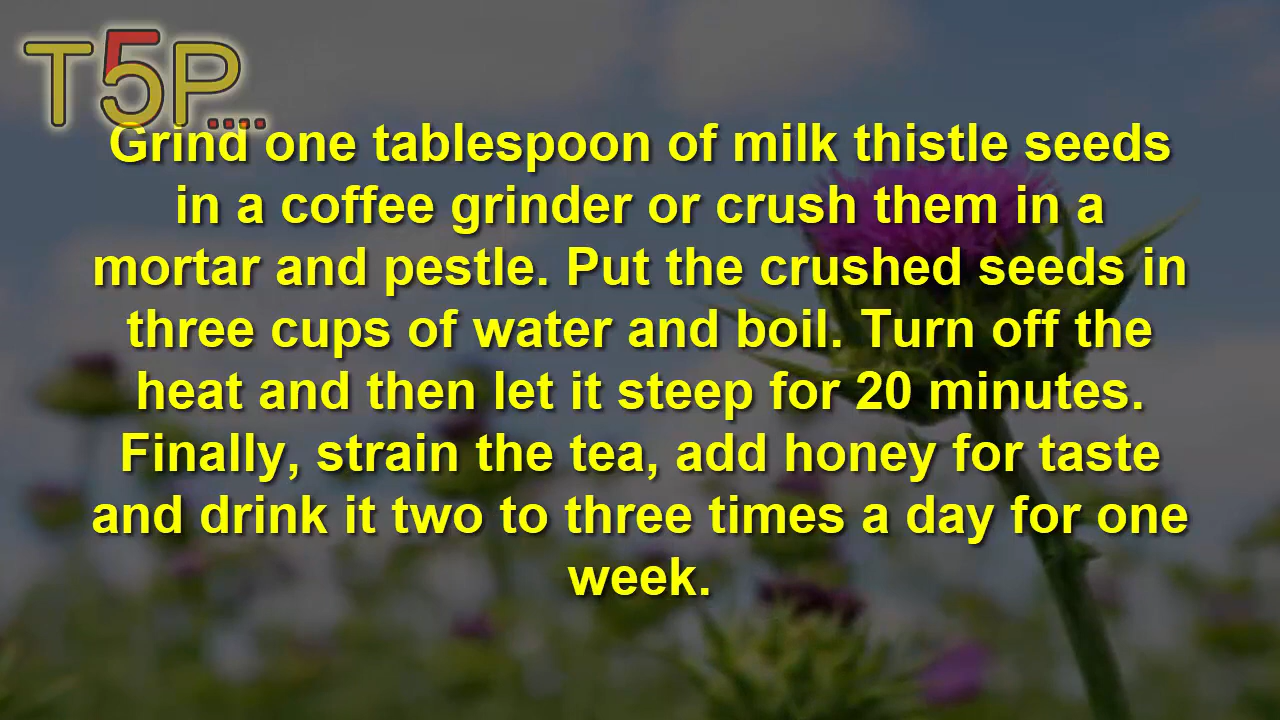 T5P....
Grind one tablespoon of milk thistle seeds
in a coffee grinder or crush them in a
mortar and pestle. Put the crushed seeds in
three cups of water and boil. Turn off the
heat and then let it steep for 20 minutes.
Finally, strain the tea, add honey for taste
and drink it two to three times a day for one
week.